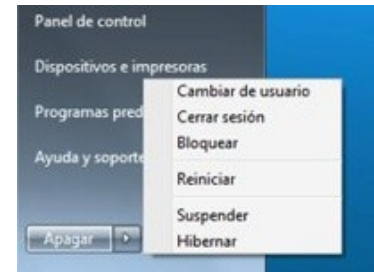 Panel de control
Dispositivos e impresoras
Programas pred
Ayuda y soporte
Cambiar de usuario
Cerrar sesión
Bloquear
Reiniciar
Suspender
Hibernar
Apagar